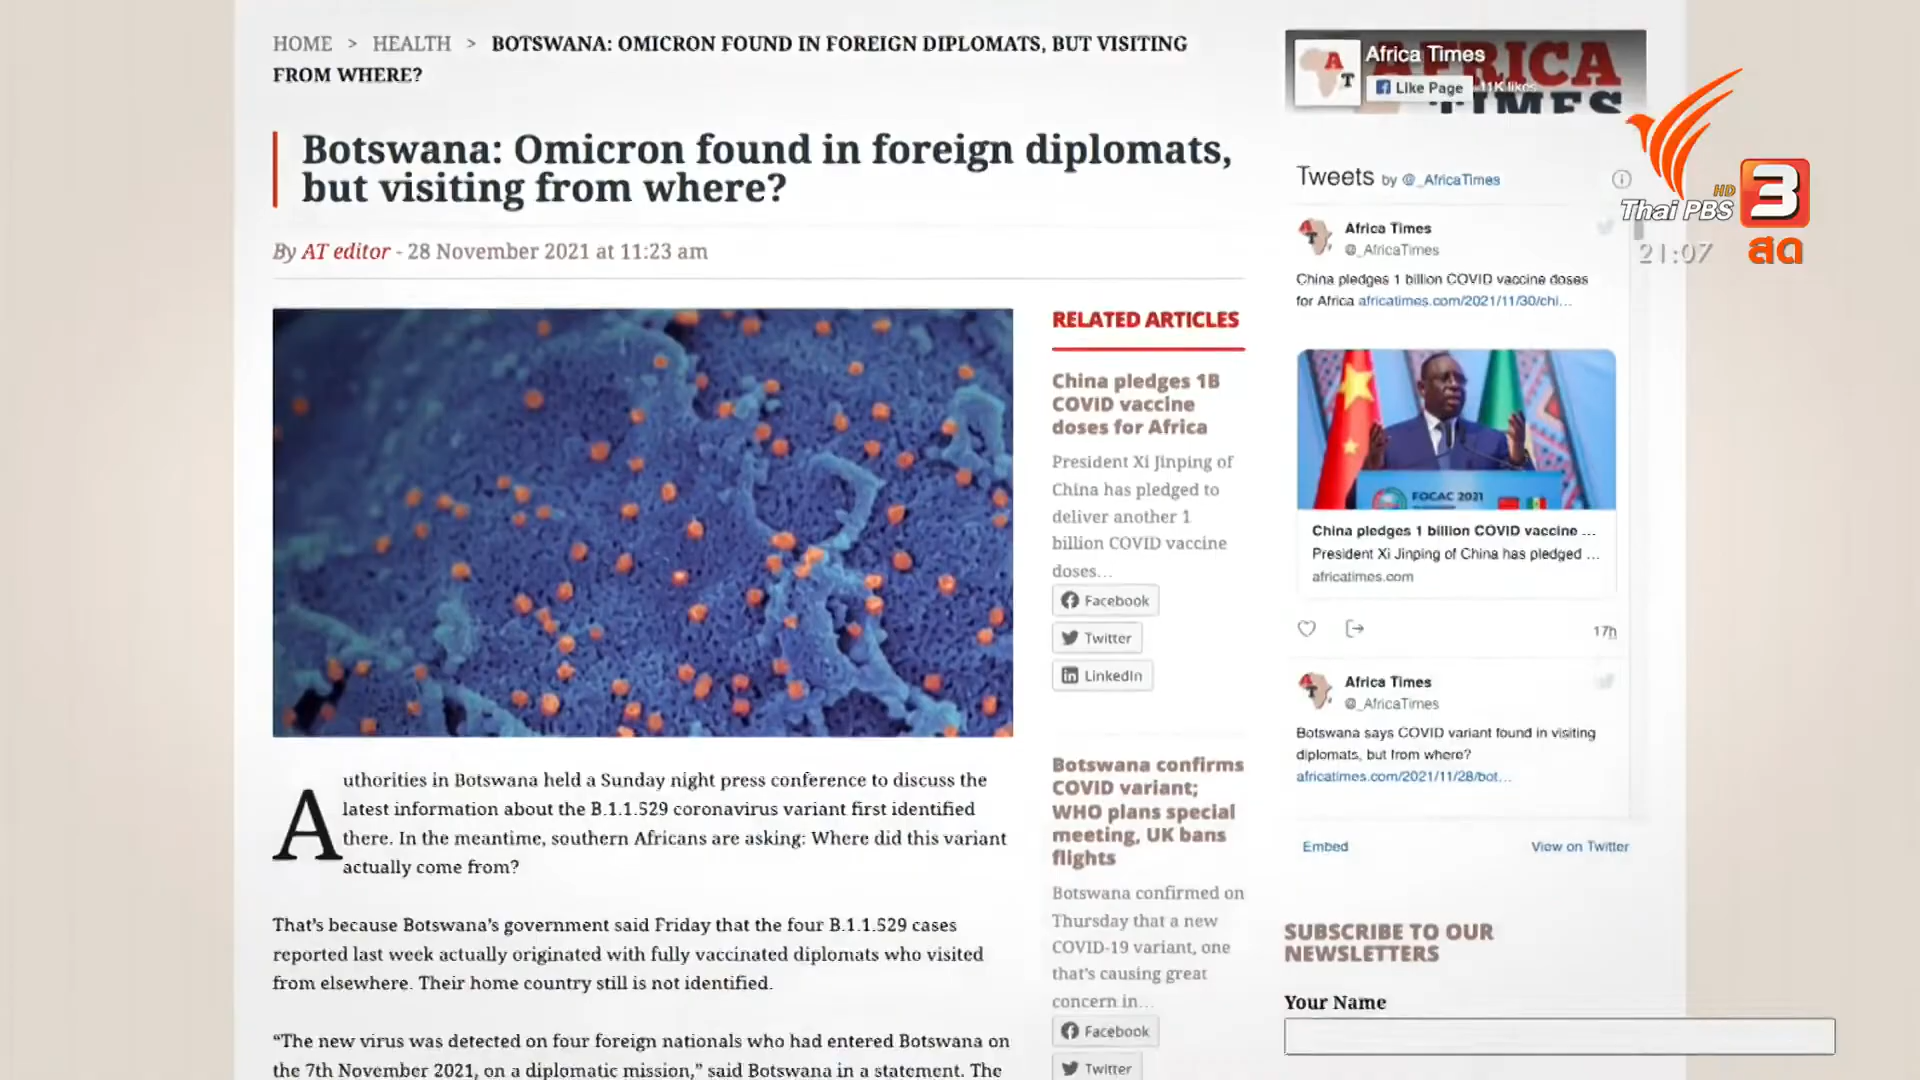 HOME > HEALTH > BOTSWANA: OMICRON FOUND IN FOREIGN DIPLOMATS, BUT VISITING
FROM WHERE?
Botswana: Omicron found in foreign diplomats,
but visiting from where?
By AT editor - 28 November 2021 at 11:23 am
Authorities in Botswana held a Sunday night press conference to discuss the
latest information about the B.1.1.529 coronavirus variant first identified
there. In the meantime, southern Africans are asking: Where did this variant
actually come from?
That's because Botswana's government said Friday that the four B.1.1.529 cases
reported last week actually originated with fully vaccinated diplomats who visited
from elsewhere. Their home country still is not identified.
“The new virus was detected on four foreign nationals who had entered Botswana on
the 7th November 2021, on a diplomatic mission,” said Botswana in a statement. The
RELATED ARTICLES
China pledges 1B
COVID vaccine
doses for Africa
President Xi Jinping of
China has pledged to
deliver another 1
billion COVID vaccine
doses...
Facebook
Twitter
LinkedIn
Botswana confirms
COVID variant;
WHO plans special
meeting, UK bans
flights
Botswana confirmed on
Thursday that a new
COVID-19 variant, one
that's causing great
concern in...
Facebook
Twitter
AFRICA
TIMES
A
T
Africa Times
Like Page
11K likes
Tweets by @_AfricaTimes
Africa Times
@_AfricaTimes
China pledges 1 billion COVID vaccine doses
for Africa africatimes.com/2021/11/30/chi...
FOCAC 2021
China pledges 1 billion COVID vaccine ...
President Xi Jinping of China has pledged ...
africatimes.com
17h
Africa Times
@_AfricaTimes
Botswana says COVID variant found in visiting
diplomats, but from where?
africatimes.com/2021/11/28/bot...
Embed
View on Twitter
SUBSCRIBE TO OUR
NEWSLETTERS
Your Name
Thai PBS HD 3
21:07 สด